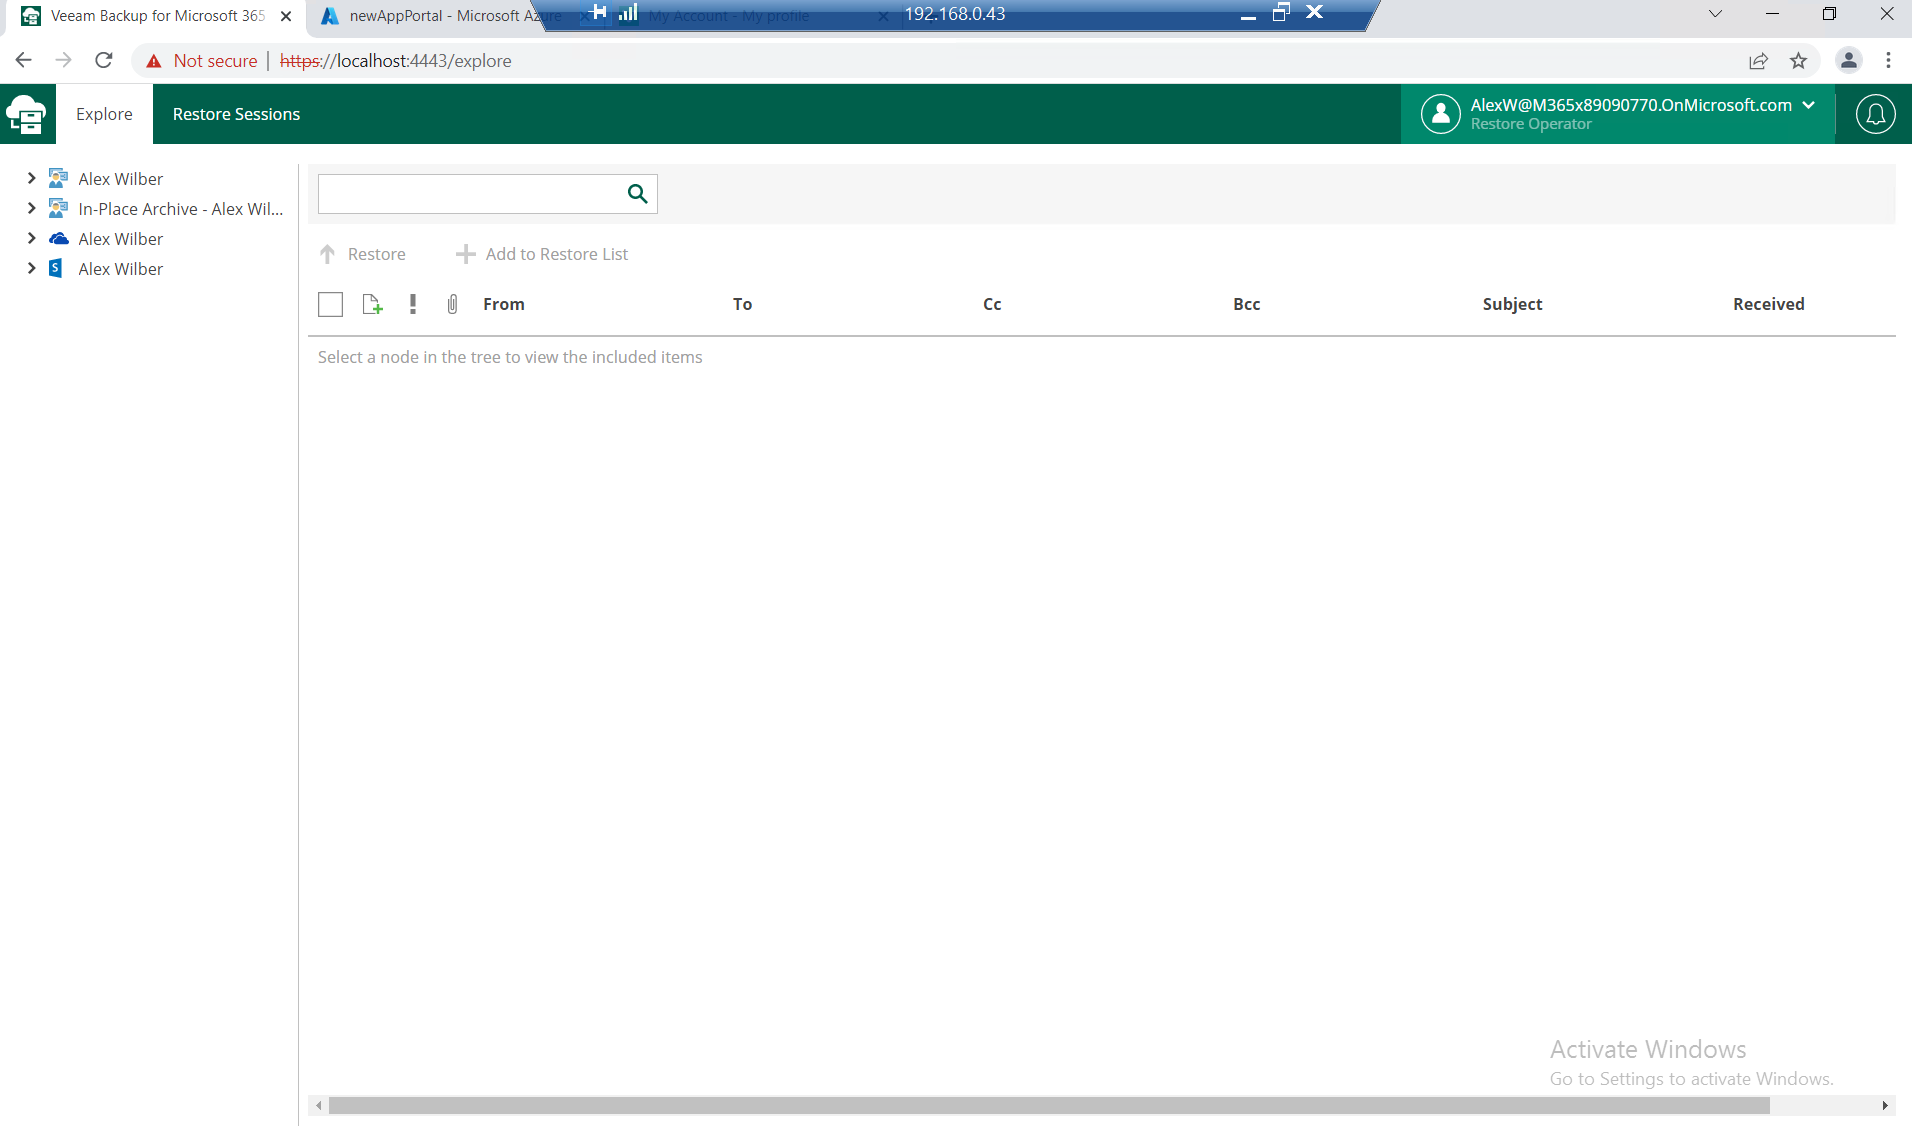 Veeam Backup for Microsoft 365
newAppPortal - Microsoft Azure
My Account - My profile
192.168.0.43
Not secure
https://localhost:4443/explore
Explore
Restore Sessions
AlexW@M365x89090770.OnMicrosoft.com
Restore Operator
Alex Wilber
In-Place Archive - Alex Wil...
Alex Wilber
Alex Wilber
Restore
Add to Restore List
From
To
Cc
Bcc
Subject
Received
Select a node in the tree to view the included items
Activate Windows
Go to Settings to activate Windows.